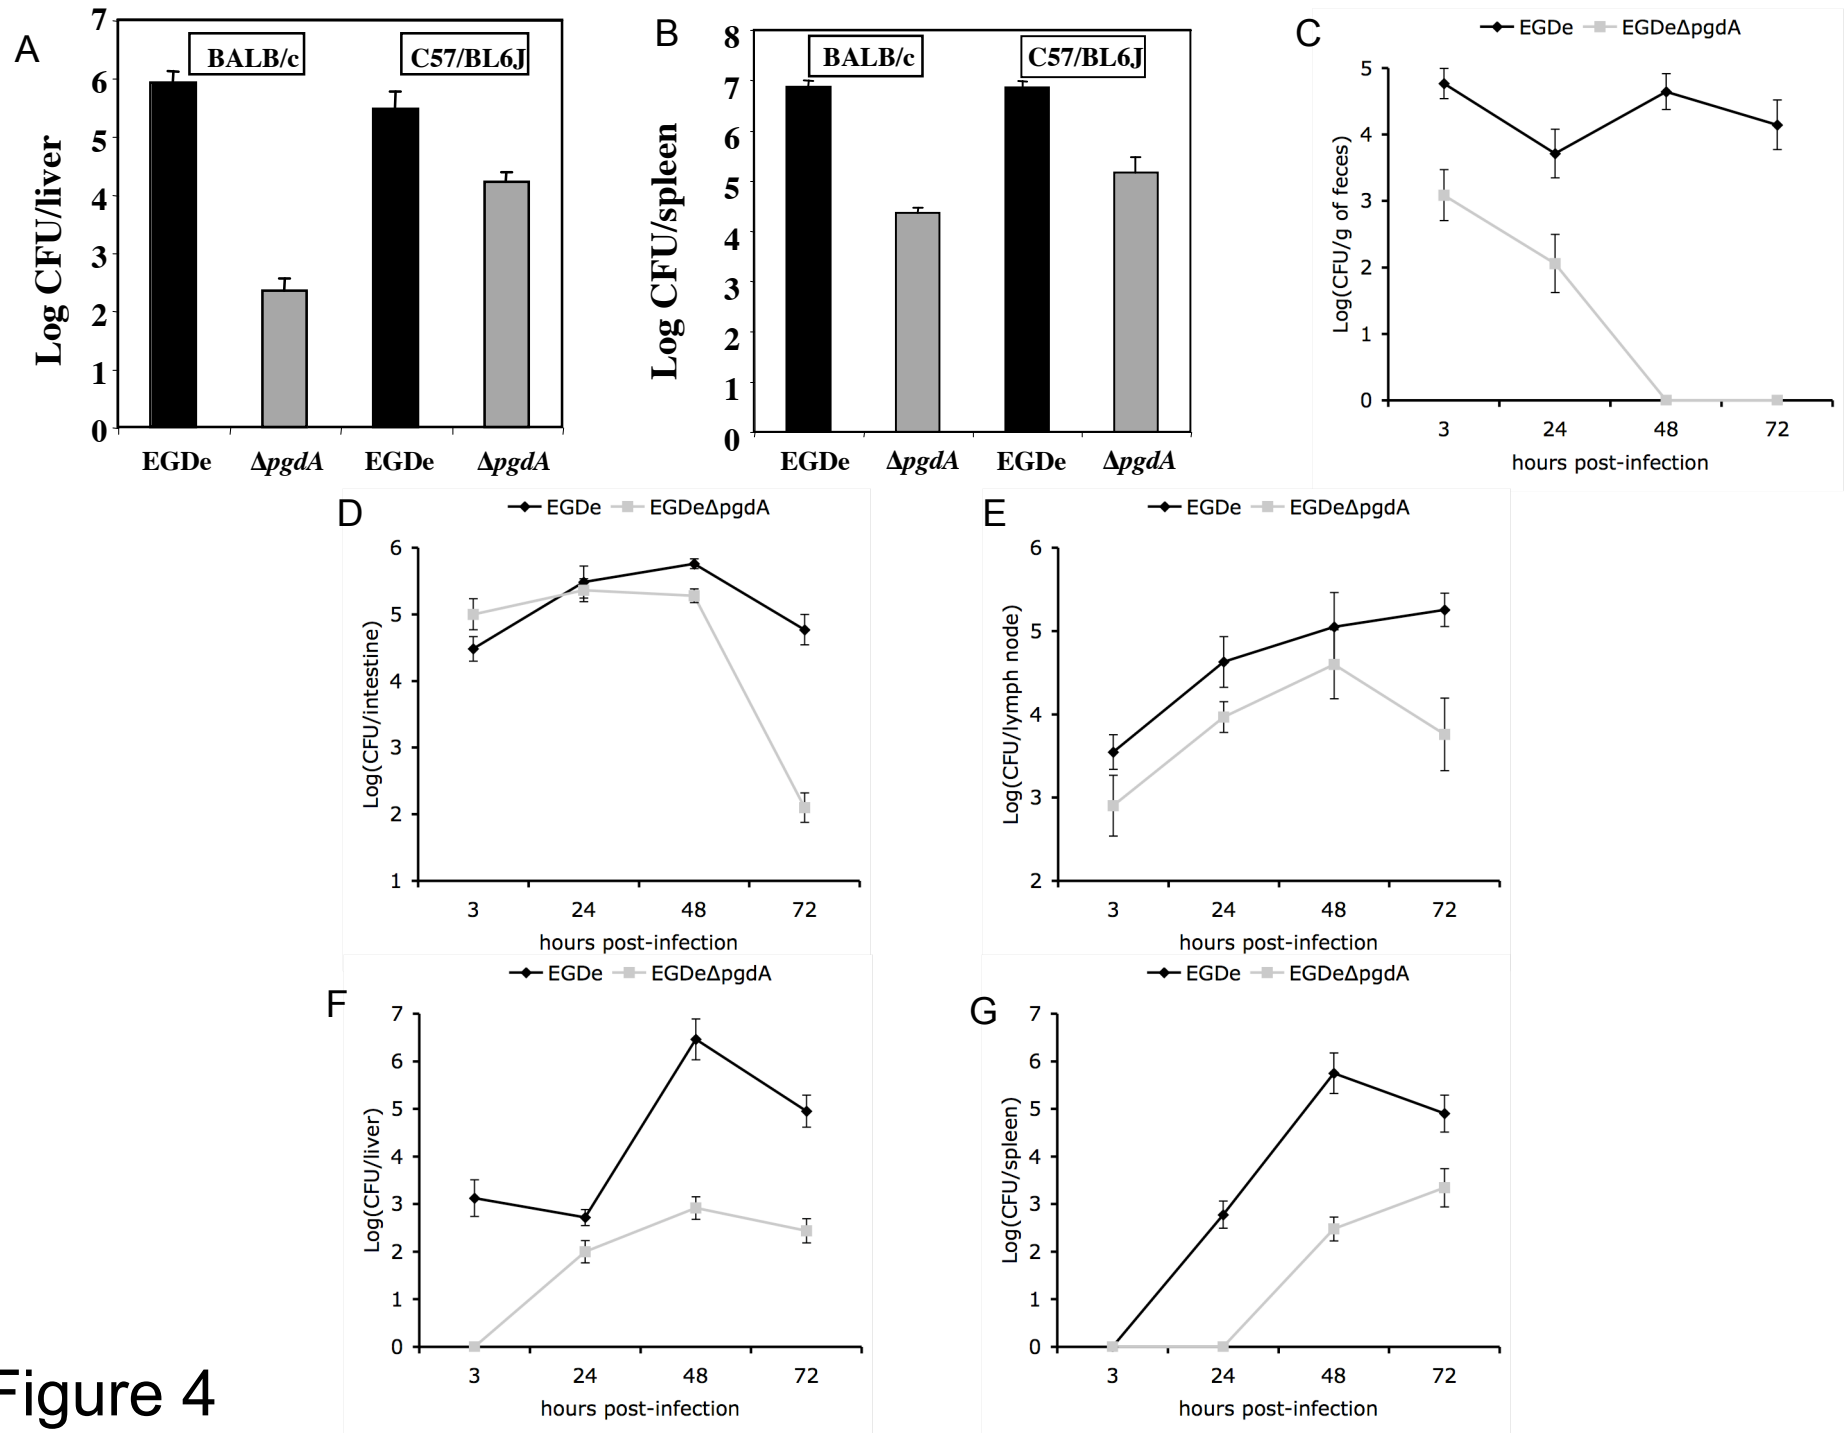 A
Log CFU/liver
7
6
5
4
3
2
1
0
BALB/c
C57/BL6J
EGDe
ΔpgdA
EGDe
ΔpgdA
B
Log CFU/spleen
8
7
6
5
4
3
2
1
0
BALB/c
C57/BL6J
EGDe
ΔpgdA
EGDe
ΔpgdA
C
EGDe
EGDeΔpgdA
Log(CFU/g of feces)
5
4
3
2
1
0
3
24
48
72
hours post-infection
D
EGDe
EGDeΔpgdA
Log(CFU/intestine)
6
5
4
3
2
1
3
24
48
72
hours post-infection
E
EGDe
EGDeΔpgdA
Log(CFU/lymph node)
6
5
4
3
2
3
24
48
72
hours post-infection
F
EGDe
EGDeΔpgdA
Log(CFU/liver)
7
6
5
4
3
2
1
0
3
24
48
72
hours post-infection
G
EGDe
EGDeΔpgdA
Log(CFU/spleen)
7
6
5
4
3
2
1
0
3
24
48
72
hours post-infection
Figure 4